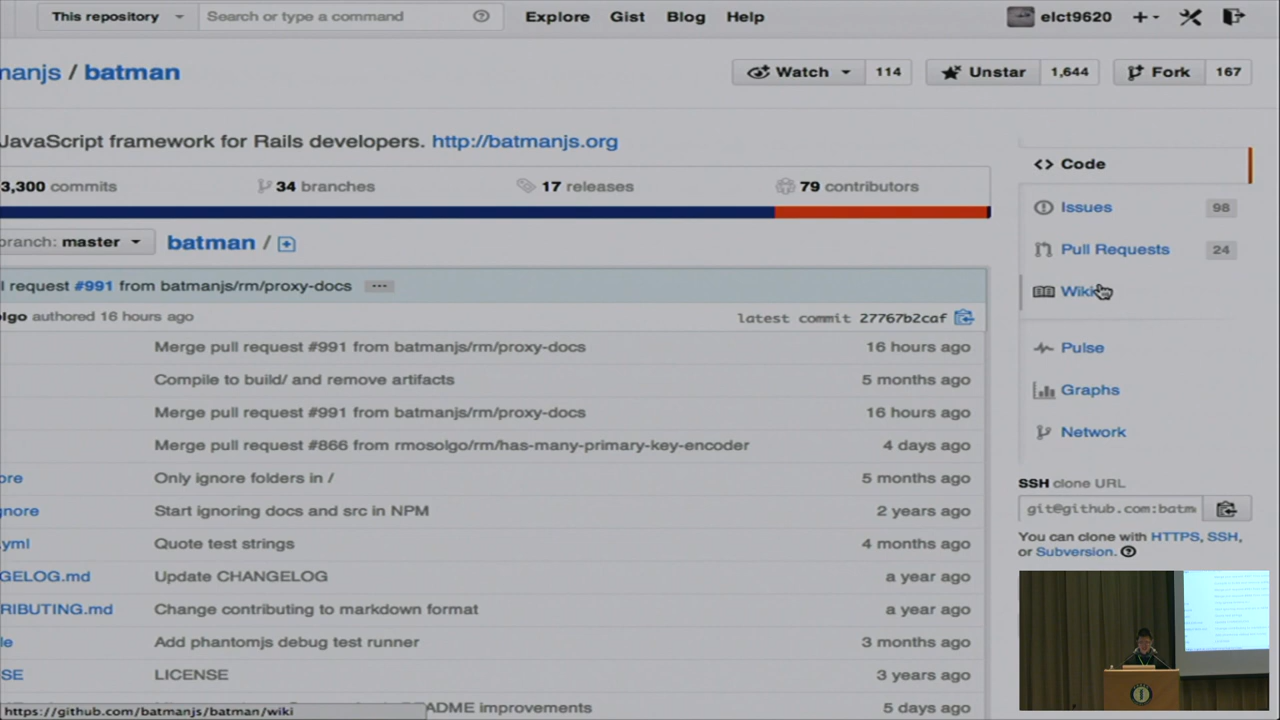 This repository Search or type a command Explore Gist Blog Help elct9620
manjs / batman Watch 114 Unstar 1,644 Fork 167
JavaScript framework for Rails developers. http://batmanjs.org
3,300 commits 34 branches 17 releases 79 contributors
branch: master batman /
l request #991 from batmanjs/rm/proxy-docs ...
olgo authored 16 hours ago latest commit 27767b2caf
Merge pull request #991 from batmanjs/rm/proxy-docs 16 hours ago
Compile to build/ and remove artifacts 5 months ago
Merge pull request #991 from batmanjs/rm/proxy-docs 16 hours ago
Merge pull request #866 from rmosolgo/rm/has-many-primary-key-encoder 4 days ago
ore Only ignore folders in / 5 months ago
gnore Start ignoring docs and src in NPM 2 years ago
.yml Quote test strings 4 months ago
GELOG.md Update CHANGELOG a year ago
RIBUTING.md Change contributing to markdown format a year ago
le Add phantomjs debug test runner 3 months ago
SE LICENSE 3 years ago
README improvements 5 days ago
https://github.com/batmanjs/batman/wiki
<> Code
Issues 98
Pull Requests 24
Wiki
Pulse
Graphs
Network
SSH clone URL
git@github.com:batm
You can clone with HTTPS, SSH,
or Subversion.